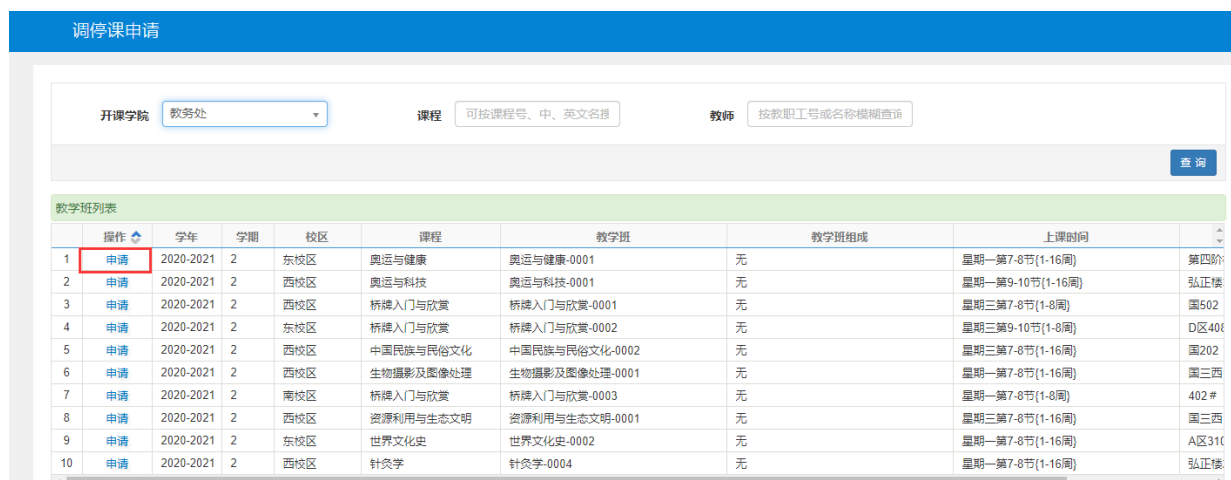 调停课申请
开课学院 教务处 课程 可按课程号、中、英文名搜 教师 按教职工号或名称模糊查询
查 询
教学班列表
操作 学年 学期 校区 课程 教学班 教学班组成 上课时间
1 申请 2020-2021 2 东校区 奥运与健康 奥运与健康-0001 无 星期一第7-8节{1-16周} 第四阶
2 申请 2020-2021 2 西校区 奥运与科技 奥运与科技-0001 无 星期一第9-10节{1-16周} 弘正楼
3 申请 2020-2021 2 西校区 桥牌入门与欣赏 桥牌入门与欣赏-0001 无 星期三第7-8节{1-8周} 国502
4 申请 2020-2021 2 东校区 桥牌入门与欣赏 桥牌入门与欣赏-0002 无 星期三第9-10节{1-8周} D区408
5 申请 2020-2021 2 西校区 中国民族与民俗文化 中国民族与民俗文化-0002 无 星期三第7-8节{1-16周} 国202
6 申请 2020-2021 2 西校区 生物摄影及图像处理 生物摄影及图像处理-0001 无 星期一第7-8节{1-16周} 国三西
7 申请 2020-2021 2 南校区 桥牌入门与欣赏 桥牌入门与欣赏-0003 无 星期一第7-8节{1-8周} 402＃
8 申请 2020-2021 2 西校区 资源利用与生态文明 资源利用与生态文明-0001 无 星期三第7-8节{1-16周} 国三西
9 申请 2020-2021 2 东校区 世界文化史 世界文化史-0002 无 星期一第7-8节{1-16周} A区310
10 申请 2020-2021 2 西校区 针灸学 针灸学-0004 无 星期一第7-8节{1-16周} 弘正楼